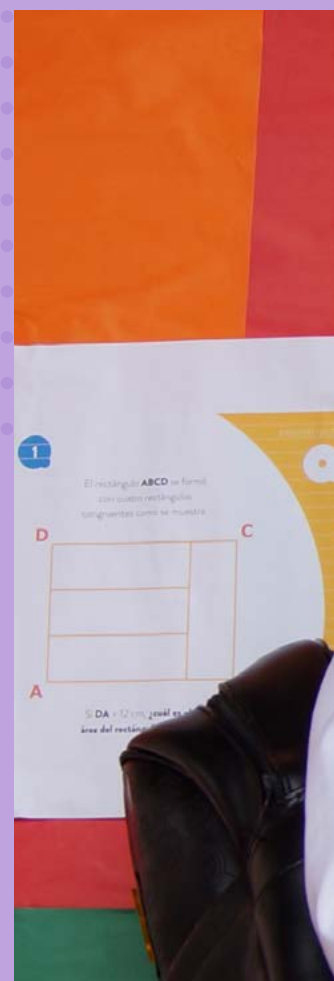 1
El rectángulo ABCD se formó
con cuatro rectángulos
congruentes como se muestra
D
C
A
Si DA = 12 cm, ¿cuál es el
área del